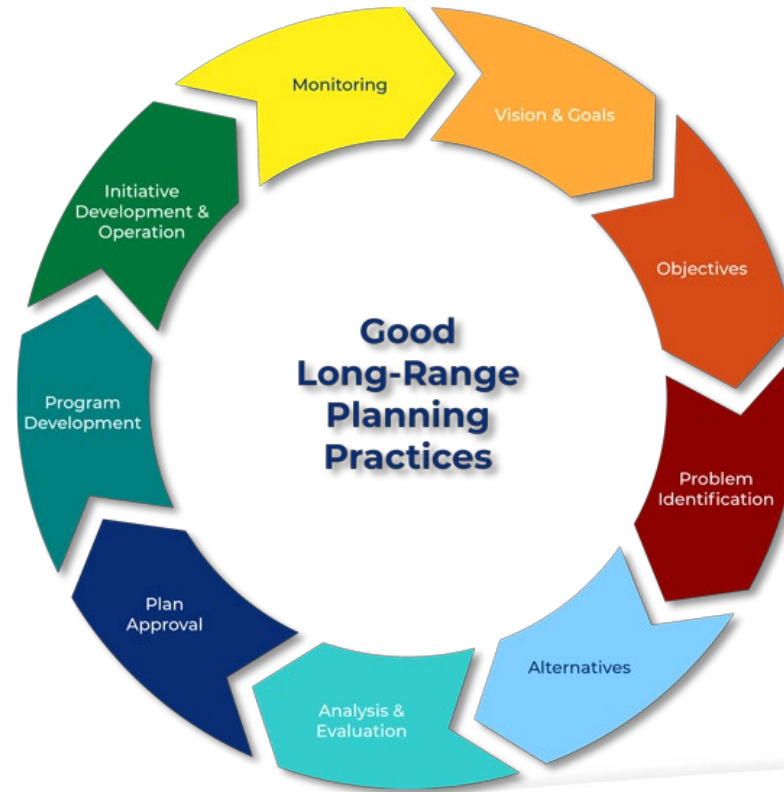 Good
Long-Range
Planning
Practices
Vision & Goals
Objectives
Problem
Identification
Alternatives
Analysis &
Evaluation
Plan
Approval
Program
Development
Initiative
Development &
Operation
Monitoring